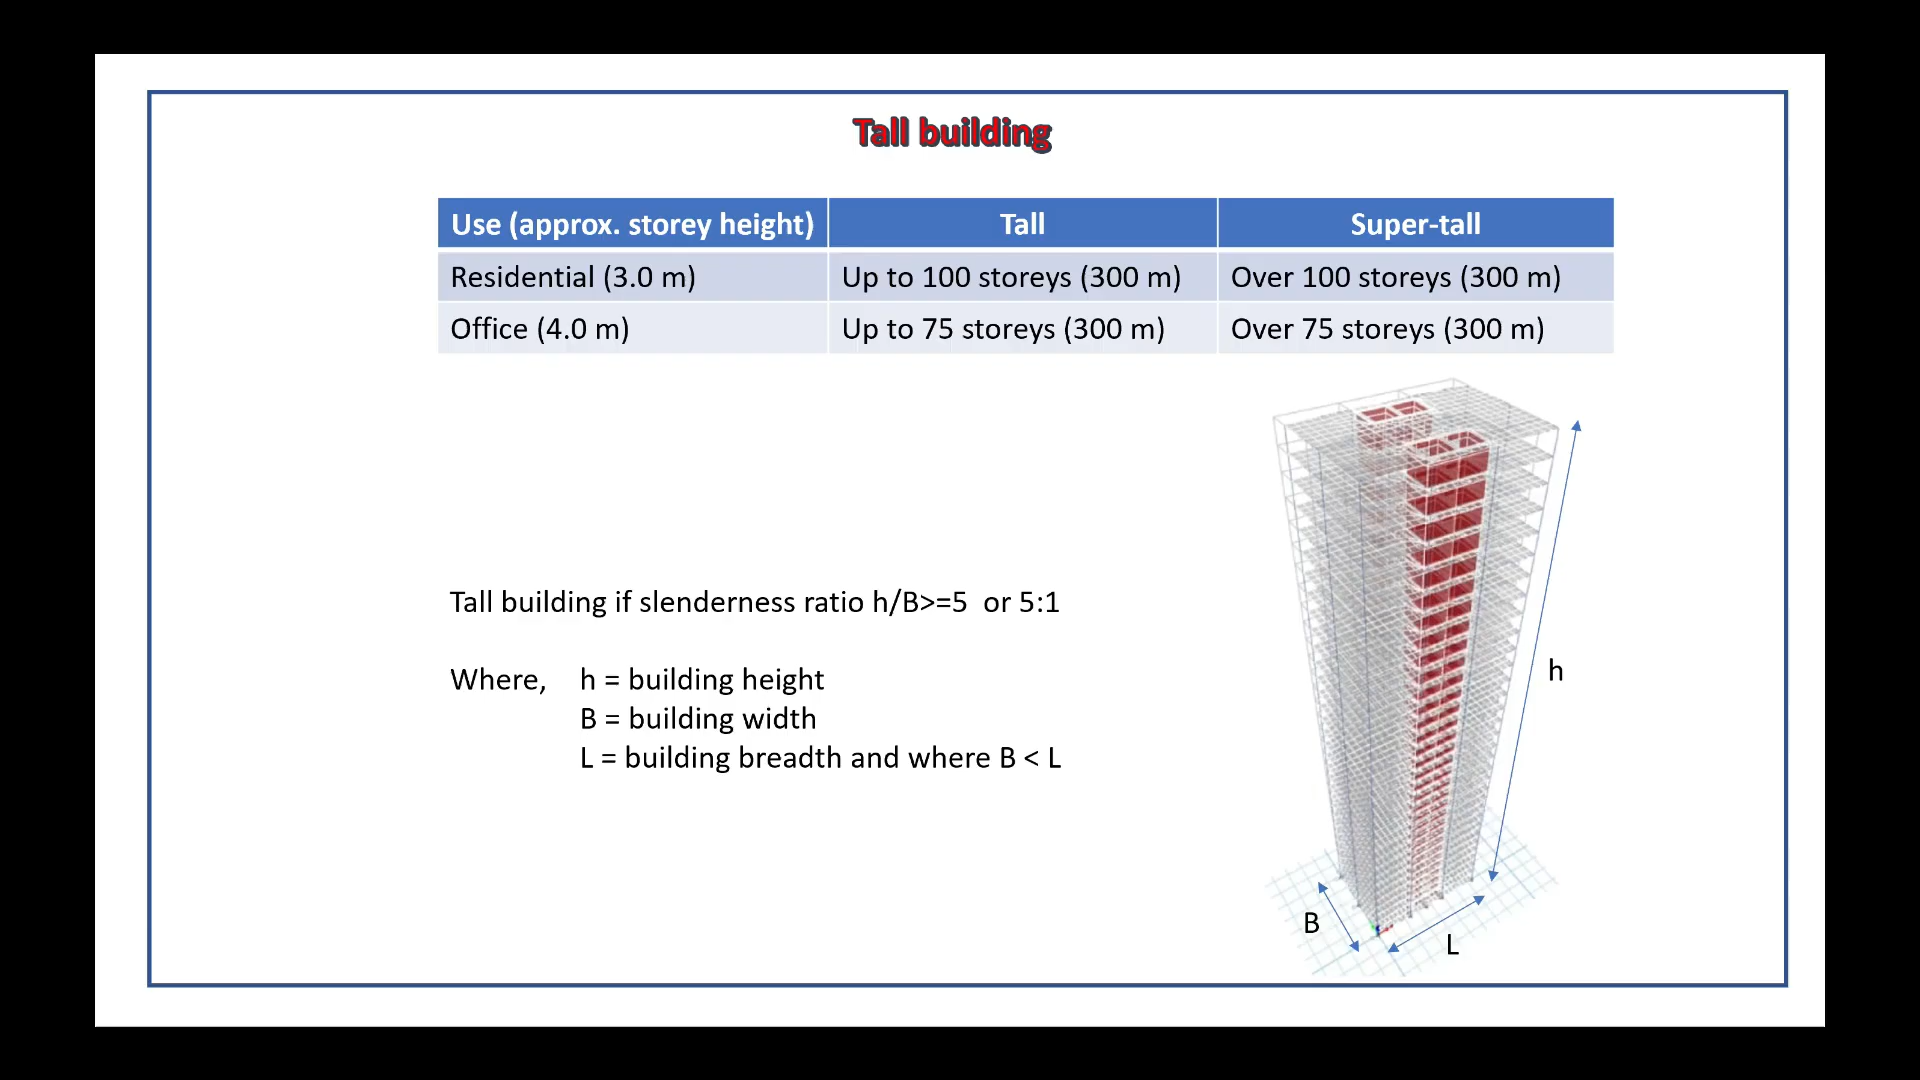 Tall building
Use (approx. storey height) Tall Super-tall
Residential (3.0 m) Up to 100 storeys (300 m) Over 100 storeys (300 m)
Office (4.0 m) Up to 75 storeys (300 m) Over 75 storeys (300 m)
Tall building if slenderness ratio h/B>=5 or 5:1
Where, h = building height
B = building width
L = building breadth and where B < L
h
B
L